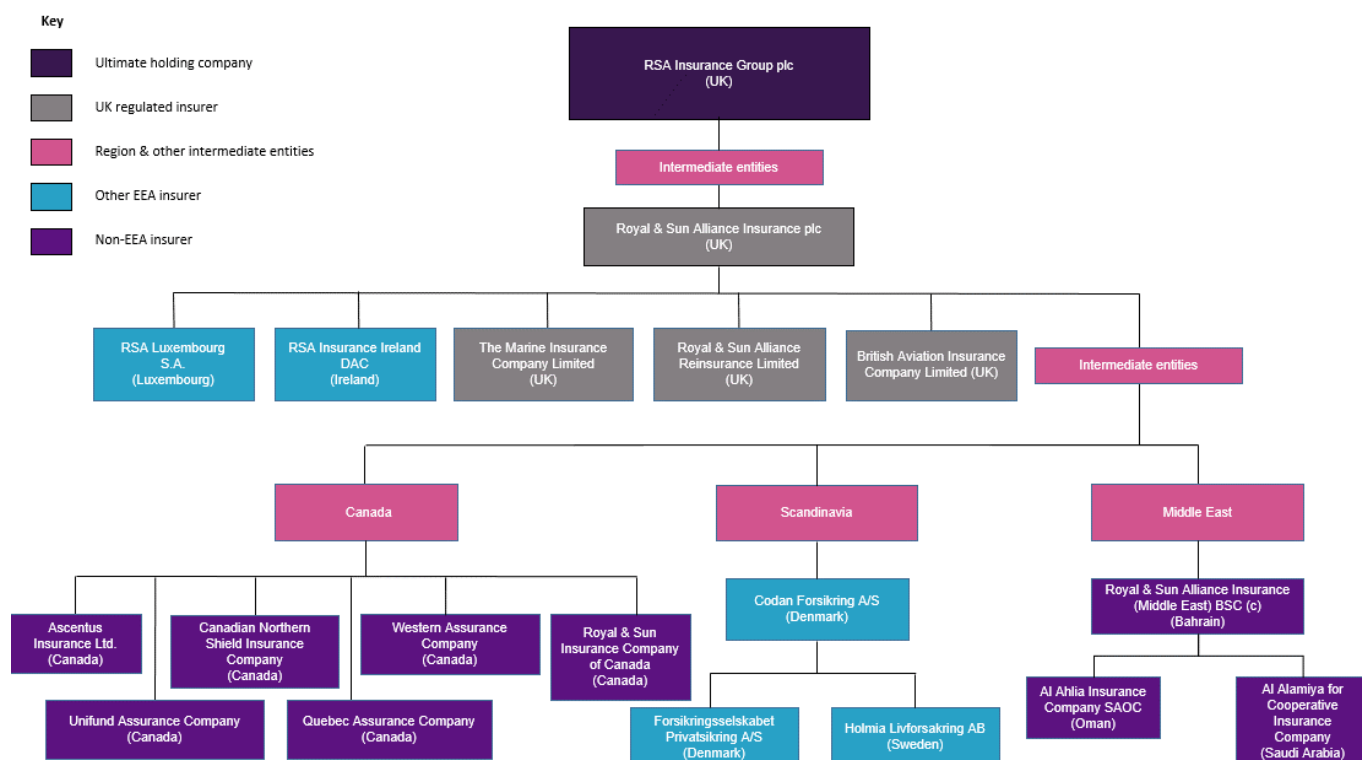 Key
Ultimate holding company
UK regulated insurer
Region & other intermediate entities
Other EEA insurer
Non-EEA insurer
RSA Insurance Group plc
(UK)
Intermediate entities
Royal & Sun Alliance Insurance plc
(UK)
RSA Luxembourg
S.A.
(Luxembourg)
RSA Insurance Ireland
DAC
(Ireland)
The Marine Insurance
Company Limited
(UK)
Royal & Sun Alliance
Reinsurance Limited
(UK)
British Aviation Insurance
Company Limited (UK)
Intermediate entities
Canada
Scandinavia
Middle East
Ascentus
Insurance Ltd.
(Canada)
Canadian Northern
Shield Insurance
Company
(Canada)
Western Assurance
Company
(Canada)
Royal & Sun
Insurance Company
of Canada
(Canada)
Unifund Assurance Company
(Canada)
Quebec Assurance Company
(Canada)
Codan Forsikring A/S
(Denmark)
Forsikringsselskabet
Privatsikring A/S
(Denmark)
Holmia Livforsakring AB
(Sweden)
Royal & Sun Alliance Insurance
(Middle East) BSC (c)
(Bahrain)
Al Ahlia Insurance
Company SAOC
(Oman)
Al Alamiya for
Cooperative
Insurance
Company
(Saudi Arabia)